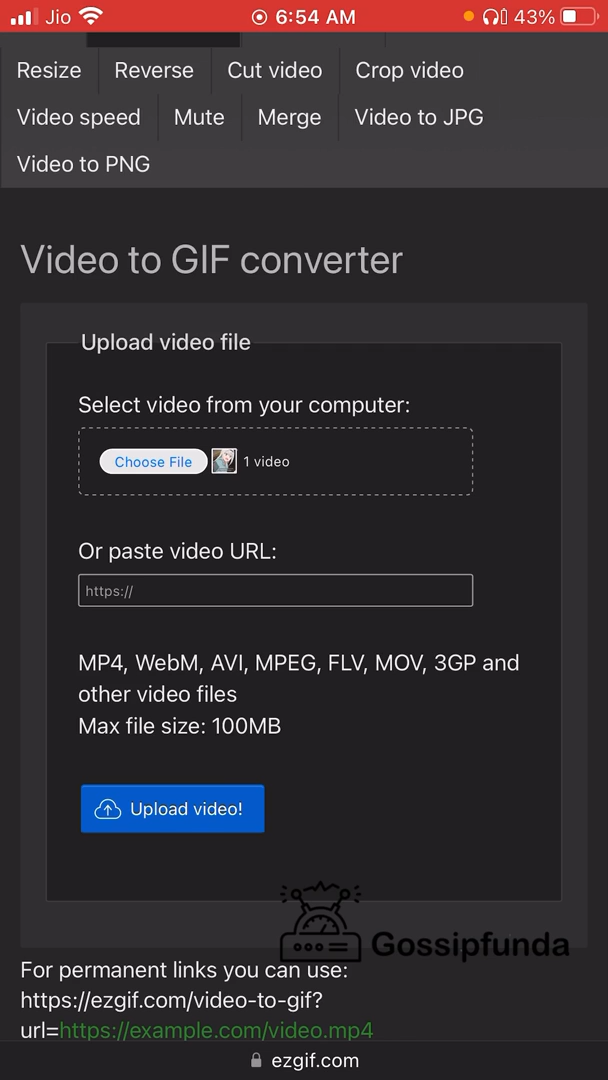 Jio 6:54 AM 43%
Resize Reverse Cut video Crop video
Video speed Mute Merge Video to JPG
Video to PNG
Video to GIF converter
Upload video file
Select video from your computer:
Choose File 1 video
Or paste video URL:
https://
MP4, WebM, AVI, MPEG, FLV, MOV, 3GP and
other video files
Max file size: 100MB
Upload video!
Gossipfunda
For permanent links you can use:
https://ezgif.com/video-to-gif?
url=https://example.com/video.mp4
ezgif.com